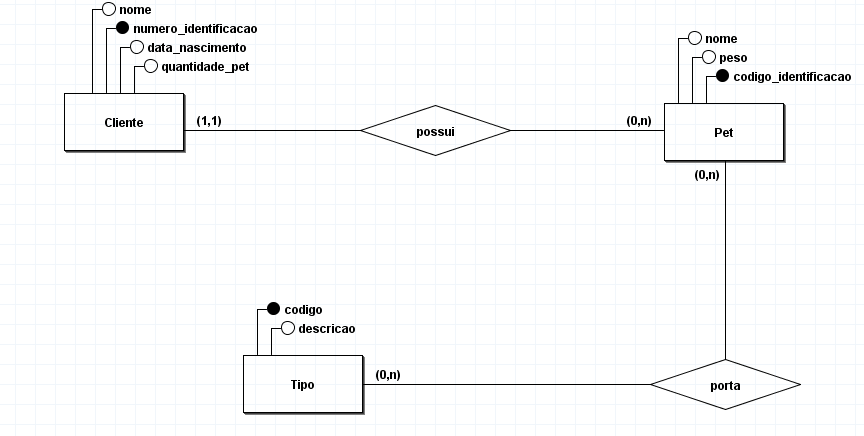 nome
numero_identificacao
data_nascimento
quantidade_pet
Cliente
(1,1)
possui
(0,n)
nome
peso
codigo_identificacao
Pet
(0,n)
codigo
descricao
Tipo
(0,n)
porta